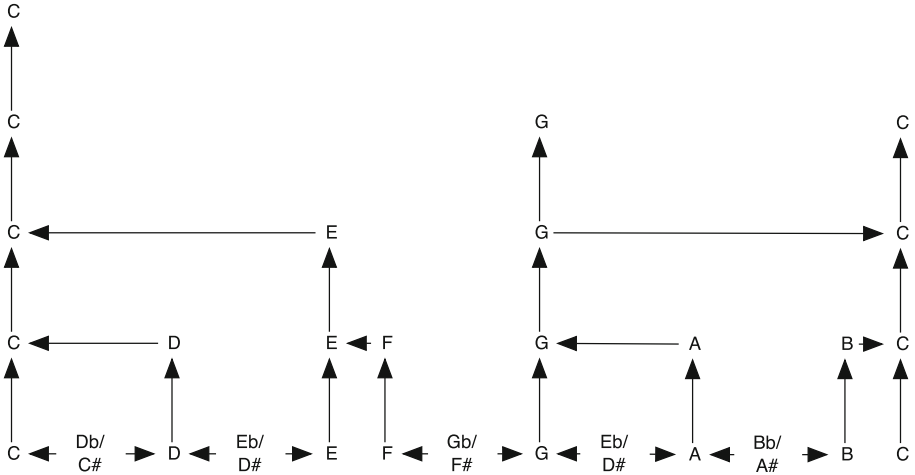 C
C G C
C E G C
C D E F G A B C
C Db/ D Eb/ E F Gb/ G Eb/ A Bb/ B C
C# D# F# D# A#